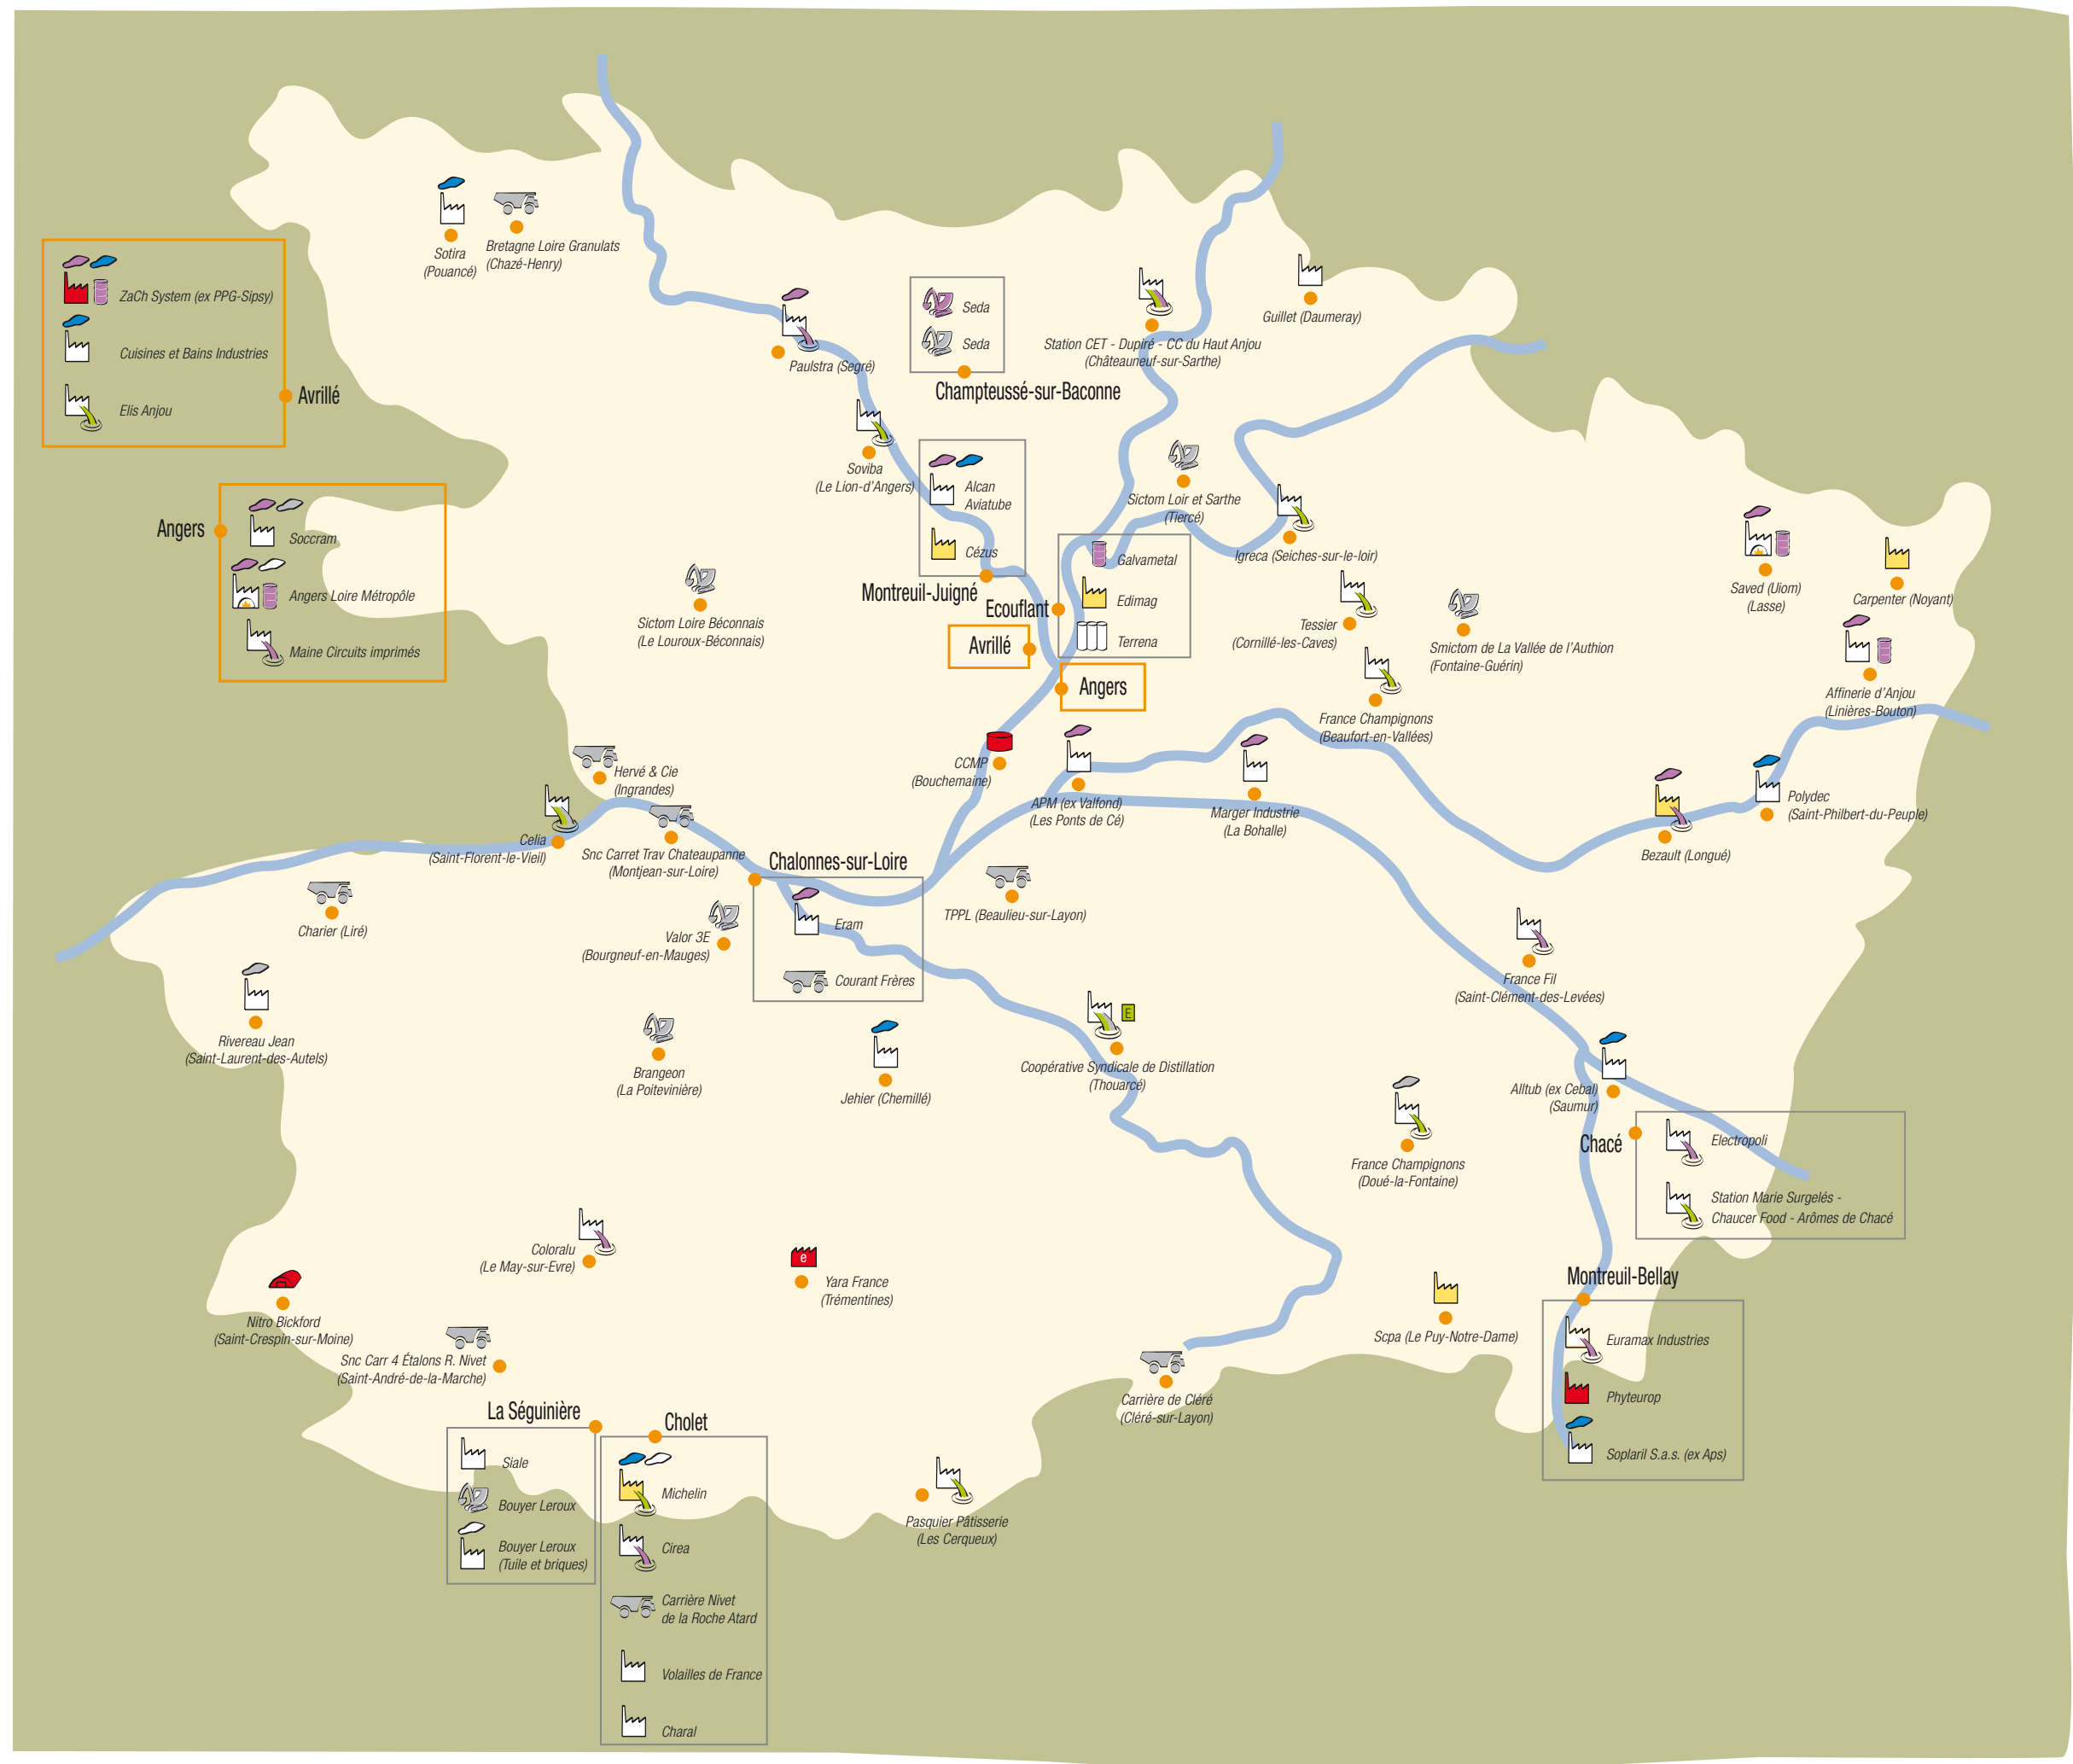 Sotira
(Pouancé)
Bretagne Loire Granulats
(Chazé-Henry)
ZaCh System (ex PPG-Sipsy)
Cuisines et Bains Industries
Elis Anjou
Avrillé
Paulstra (Segré)
Seda
Seda
Champteussé-sur-Baconne
Station CET - Dupiré - CC du Haut Anjou
(Châteauneuf-sur-Sarthe)
Guillet (Daumeray)
Soviba
(Le Lion-d'Angers)
Alcan
Aviatube
Cézus
Montreuil-Juigné
Sictom Loir et Sarthe
(Tiercé)
Igreca (Seiches-sur-le-loir)
Angers
Soccram
Angers Loire Métropôle
Maine Circuits imprimés
Sictom Loire Béconnais
(Le Louroux-Béconnais)
Galvametal
Edimag
Terrena
Ecouflant
Avrillé
Angers
Tessier
(Cornillé-les-Caves)
Smictom de La Vallée de l'Authion
(Fontaine-Guérin)
Saved (Uiom)
(Lasse)
Carpenter (Noyant)
Affinerie d'Anjou
(Linières-Bouton)
France Champignons
(Beaufort-en-Vallées)
Hervé & Cie
(Ingrandes)
CCMP
(Bouchemaine)
APM (ex Valfond)
(Les Ponts de Cé)
Marger Industrie
(La Bohalle)
Polydec
(Saint-Philbert-du-Peuple)
Bezault (Longué)
Celia
(Saint-Florent-le-Vieil)
Snc Carret Trav Chateaupanne
(Montjean-sur-Loire)
Chalonnes-sur-Loire
Eram
Courant Frères
TPPL (Beaulieu-sur-Layon)
Charier (Liré)
Valor 3E
(Bourgneuf-en-Mauges)
France Fil
(Saint-Clément-des-Levées)
Rivereau Jean
(Saint-Laurent-des-Autels)
Brangeon
(La Poitevinière)
Jehier (Chemillé)
E
Coopérative Syndicale de Distillation
(Thouarcé)
Alltub (ex Cebal)
(Saumur)
France Champignons
(Doué-la-Fontaine)
Chacé
Electropoli
Station Marie Surgelés -
Chaucer Food - Arômes de Chacé
Coloralu
(Le May-sur-Evre)
e
Yara France
(Trémentines)
Nitro Bickford
(Saint-Crespin-sur-Moine)
Snc Carr 4 Étalons R. Nivet
(Saint-André-de-la-Marche)
Scpa (Le Puy-Notre-Dame)
Montreuil-Bellay
Euramax Industries
Phyteurop
Soplaril S.a.s. (ex Aps)
Carrière de Cléré
(Cléré-sur-Layon)
La Séguinière
Siale
Bouyer Leroux
Bouyer Leroux
(Tuile et briques)
Cholet
Michelin
Cirea
Carrière Nivet
de la Roche Atard
Volailles de France
Charal
Pasquier Pâtisserie
(Les Cerqueux)